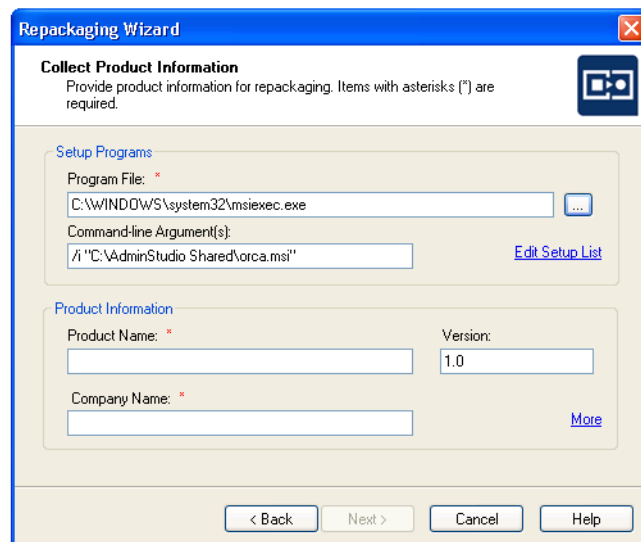 Repackaging Wizard
Collect Product Information
Provide product information for repackaging. Items with asterisks (*) are
required.
Setup Programs
Program File: *
C:\WINDOWS\system32\msiexec.exe
...
Command-line Argument(s):
/i "C:\AdminStudio Shared\orca.msi"
Edit Setup List
Product Information
Product Name: *
Version:
1.0
Company Name: *
More
< Back
Next >
Cancel
Help